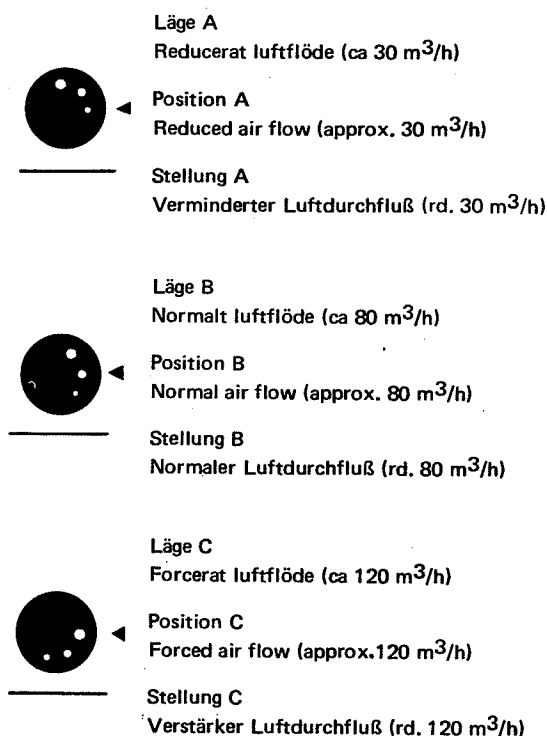 Läge A
Reducerat luftflöde (ca 30 m³/h)
Position A
Reduced air flow (approx. 30 m³/h)
Stellung A
Verminderter Luftdurchfluß (rd. 30 m³/h)
Läge B
Normalt luftflöde (ca 80 m³/h)
Position B
Normal air flow (approx. 80 m³/h)
Stellung B
Normaler Luftdurchfluß (rd. 80 m³/h)
Läge C
Forcerat luftflöde (ca 120 m³/h)
Position C
Forced air flow (approx.120 m³/h)
Stellung C
Verstärker Luftdurchfluß (rd. 120 m³/h)